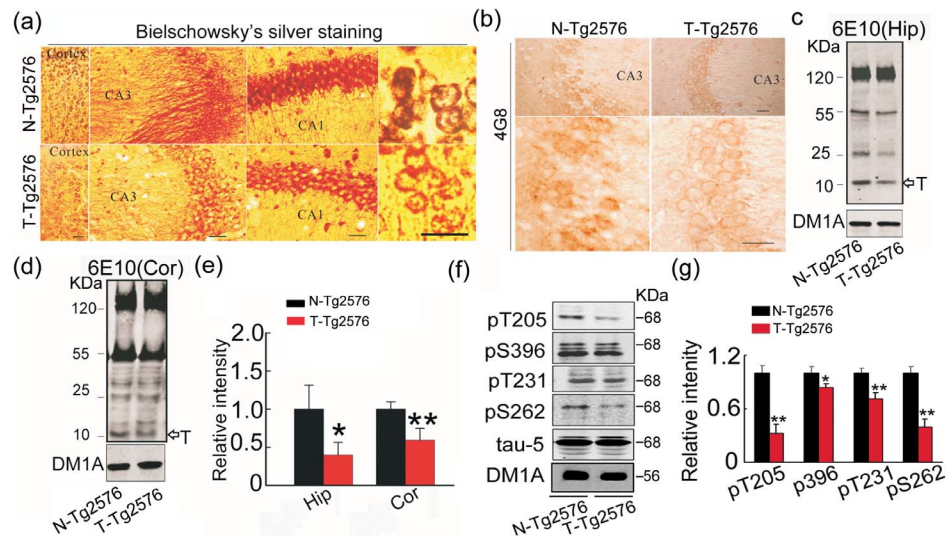 (a)
Bielschowsky's silver staining
N-Tg2576
Cortex
CA3
CA1
T-Tg2576
Cortex
CA3
CA1
(b)
N-Tg2576
T-Tg2576
4G8
CA3
CA3
(c)
6E10(Hip)
KDa
120
55
25
10
T
DM1A
N-Tg2576
T-Tg2576
(d)
6E10(Cor)
KDa
120
55
25
10
T
DM1A
N-Tg2576
T-Tg2576
(e)
N-Tg2576
T-Tg2576
Relative intensity
2.0
1.5
1.0
0.5
0.0
*
**
Hip
Cor
(f)
KDa
pT205
–68
pS396
–68
pT231
–68
pS262
–68
tau-5
–68
DM1A
–56
N-Tg2576
T-Tg2576
(g)
N-Tg2576
T-Tg2576
Relative intensity
1.2
0.6
0
**
*
**
**
pT205
p396
pT231
pS262